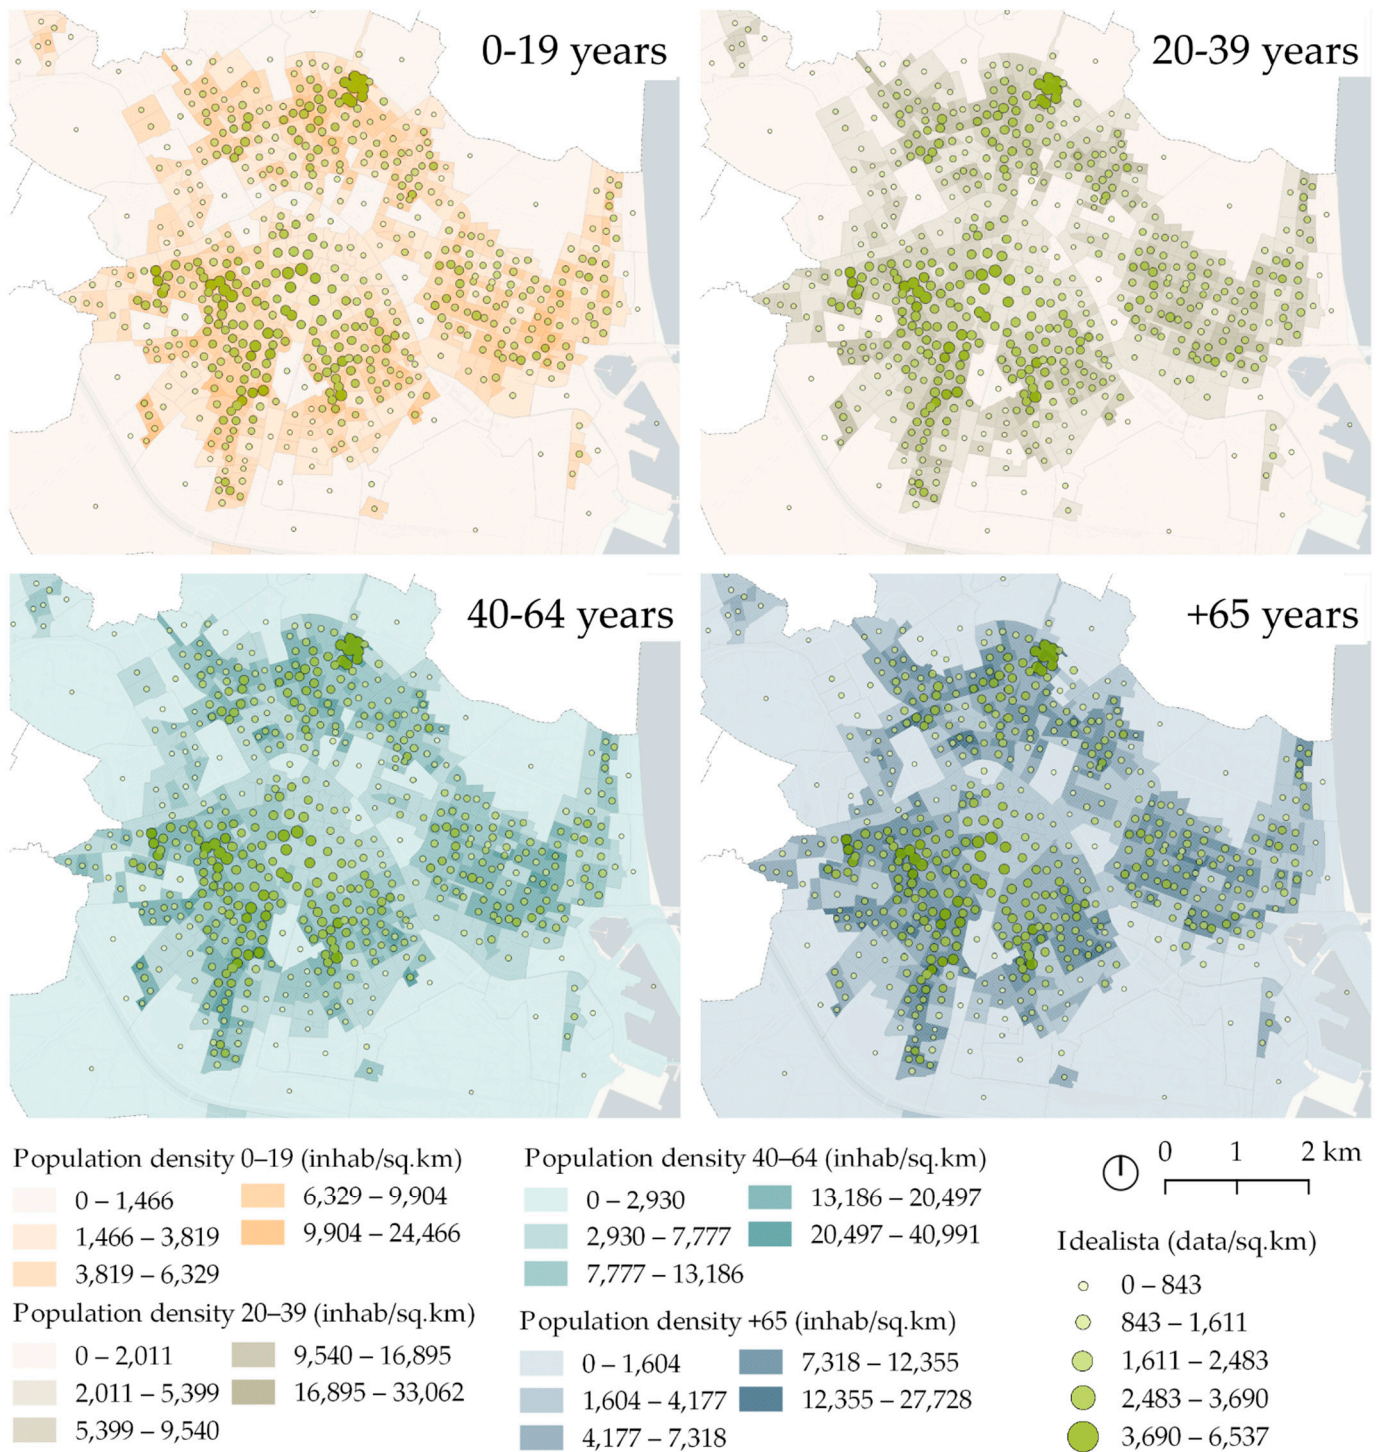 0-19 years
20-39 years
40-64 years
+65 years
Population density 0–19 (inhab/sq.km)
0 – 1,466
1,466 – 3,819
3,819 – 6,329
6,329 – 9,904
9,904 – 24,466
Population density 20–39 (inhab/sq.km)
0 – 2,011
2,011 – 5,399
5,399 – 9,540
9,540 – 16,895
16,895 – 33,062
Population density 40–64 (inhab/sq.km)
0 – 2,930
2,930 – 7,777
7,777 – 13,186
13,186 – 20,497
20,497 – 40,991
Population density +65 (inhab/sq.km)
0 – 1,604
1,604 – 4,177
4,177 – 7,318
7,318 – 12,355
12,355 – 27,728
0 1 2 km
Idealista (data/sq.km)
0 – 843
843 – 1,611
1,611 – 2,483
2,483 – 3,690
3,690 – 6,537